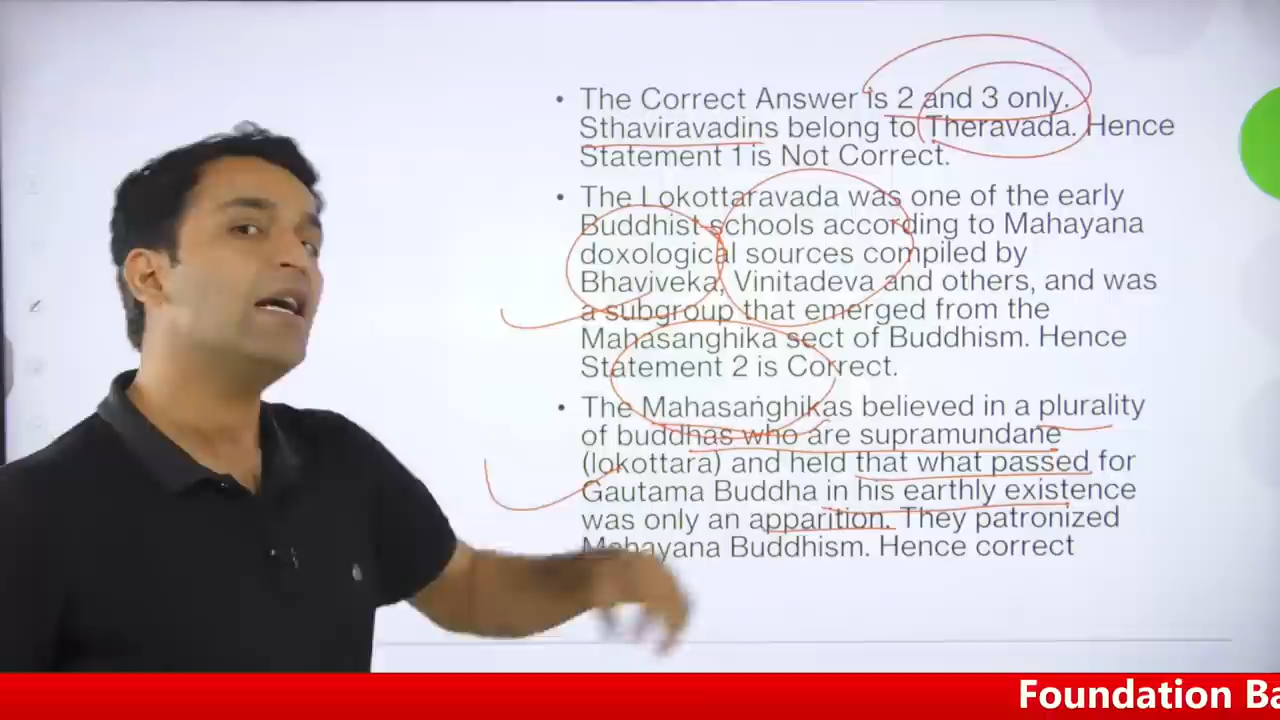 • The Correct Answer is 2 and 3 only.
Sthaviravadins belong to Theravada. Hence
Statement 1 is Not Correct.
• The Lokottaravada was one of the early
Buddhist schools according to Mahayana
doxological sources compiled by
Bhaviveka, Vinitadeva and others, and was
a subgroup that emerged from the
Mahasanghika sect of Buddhism. Hence
Statement 2 is Correct.
• The Mahasaṅghikas believed in a plurality
of buddhas who are supramundane
(lokottara) and held that what passed for
Gautama Buddha in his earthly existence
was only an apparition. They patronized
Mahayana Buddhism. Hence correct
Foundation Ba